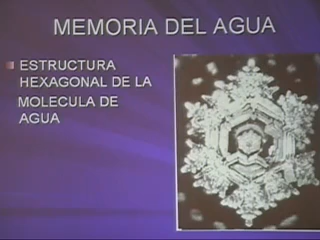 MEMORIA DEL AGUA
ESTRUCTURA
HEXAGONAL DE LA
MOLECULA DE
AGUA